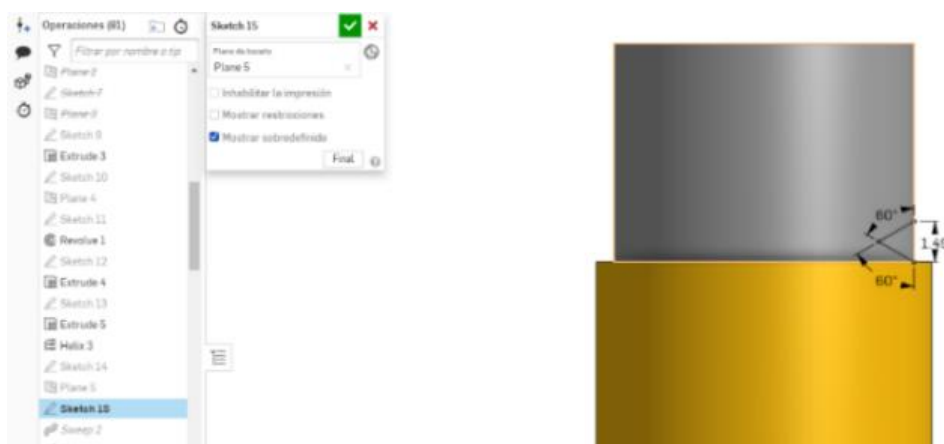 Operaciones (61)
Filtrar por nombre o tip
Plane 2
Sketch 7
Plane 3
Sketch 9
Extrude 3
Sketch 10
Plane 4
Sketch 11
Revolve 1
Sketch 12
Extrude 4
Sketch 13
Extrude 5
Helix 3
Sketch 14
Plane 5
Sketch 15
Sweep 2
Sketch 15
Plano de boceto
Plane 5
Inhabilitar la impresión
Mostrar restricciones
Mostrar sobredefinido
Final
60°
60°